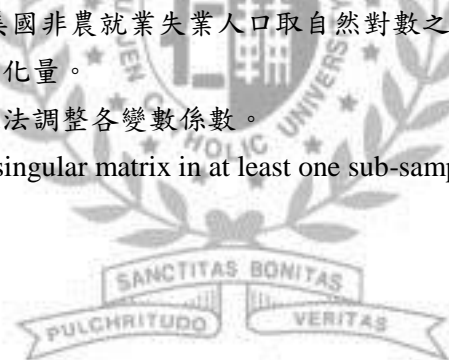 美國非農就業失業人口取自然對數之
化量。
法調整各變數係數。
singular matrix in at least one sub-samp
SANCTITAS BONITAS
PULCHRITUDO VERITAS